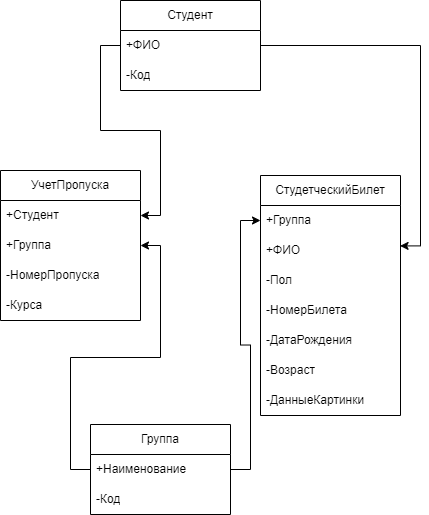 Студент
+ФИО
-Код
УчетПропуска
+Студент
+Группа
-НомерПропуска
-Курса
СтудетческийБилет
+Группа
+ФИО
-Пол
-НомерБилета
-ДатаРождения
-Возраст
-ДанныеКартинки
Группа
+Наименование
-Код